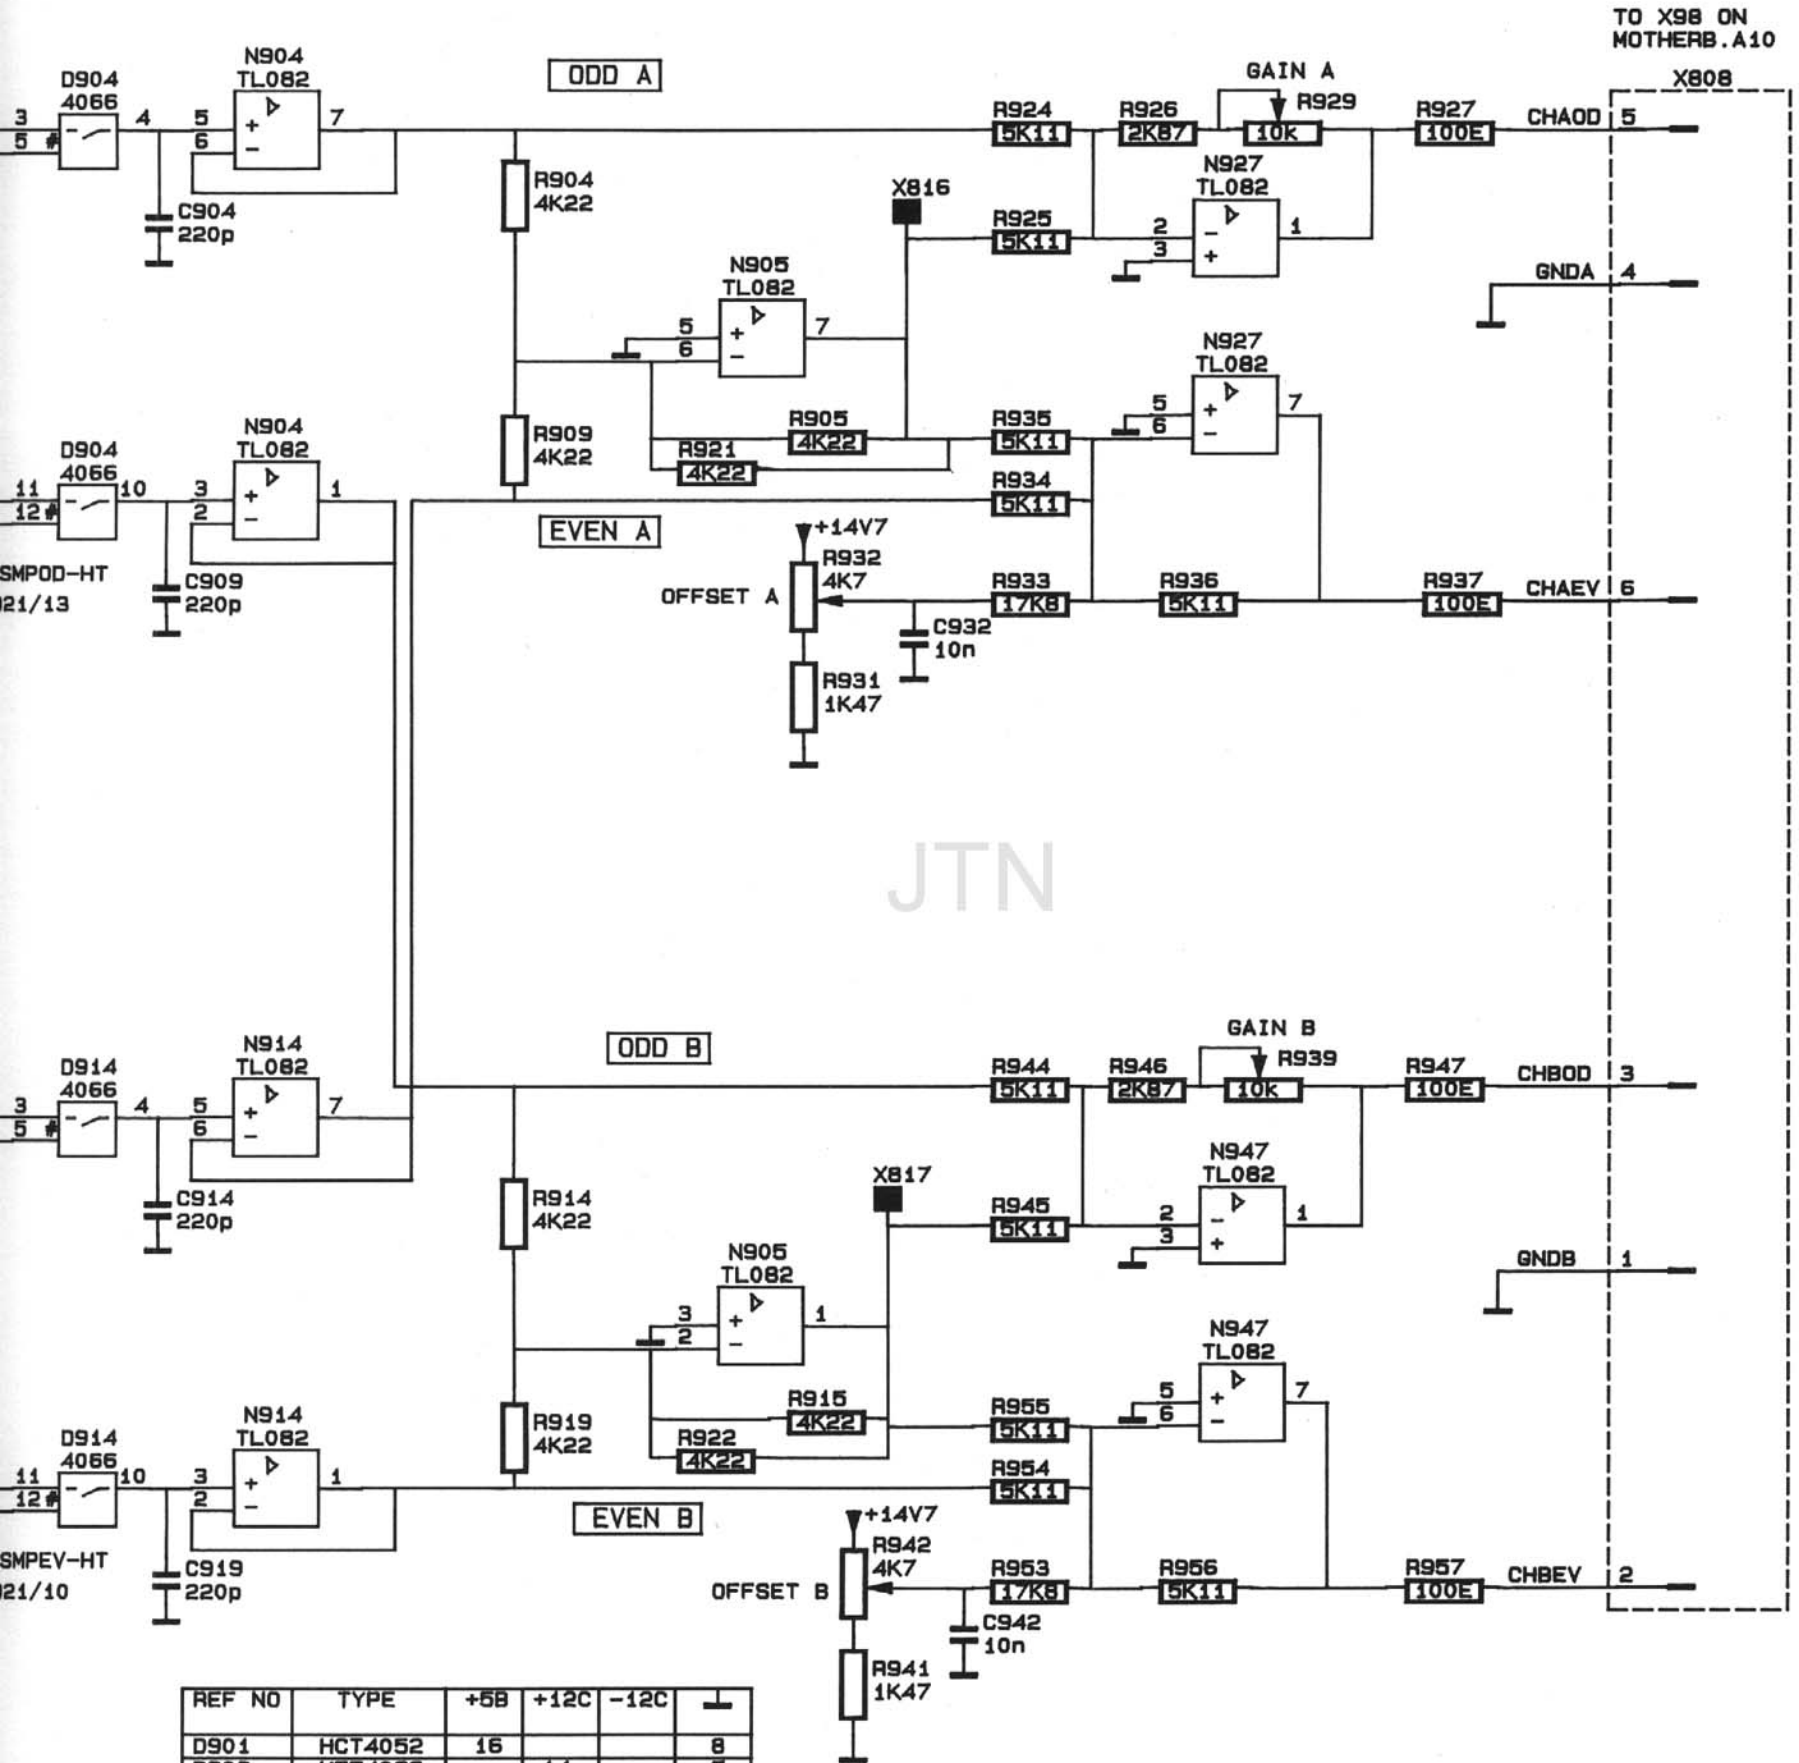 TO X98 ON
MOTHERB.A10
X808
N904
TL082
D904
4066
3
5 #
4
5
6
+
-
7
ODD A
C904
220p
R904
4K22
R924
5K11
R926
2K87
GAIN A
R929
10k
R927
100E
CHAOD 5
X816
R925
5K11
N927
TL082
2
3
-
+
1
GNDA 4
N905
TL082
5
6
+
-
7
N927
TL082
5
6
+
-
7
R909
4K22
R905
4K22
R921
4K22
R935
5K11
R934
5K11
N904
TL082
D904
4066
11
12#
10
3
2
+
-
1
EVEN A
SMPOD-HT
21/13
C909
220p
+14V7
R932
4K7
OFFSET A
R933
17K8
R936
5K11
R937
100E
CHAEV 6
C932
10n
R931
1K47
JTN
ODD B
N914
TL082
D914
4066
3
5 #
4
5
6
+
-
7
R944
5K11
R946
2K87
GAIN B
R939
10k
R947
100E
CHBOD 3
C914
220p
R914
4K22
X817
R945
5K11
N947
TL082
2
3
-
+
1
GNDB 1
N905
TL082
3
2
+
-
1
N947
TL082
5
6
+
-
7
R919
4K22
R915
4K22
R922
4K22
R955
5K11
R954
5K11
N914
TL082
D914
4066
11
12#
10
3
2
+
-
1
EVEN B
SMPEV-HT
21/10
C919
220p
+14V7
R942
4K7
OFFSET B
R953
17K8
R956
5K11
R957
100E
CHBEV 2
C942
10n
R941
1K47
REF NO TYPE +5B +12C -12C
D901 HCT4052 16 8